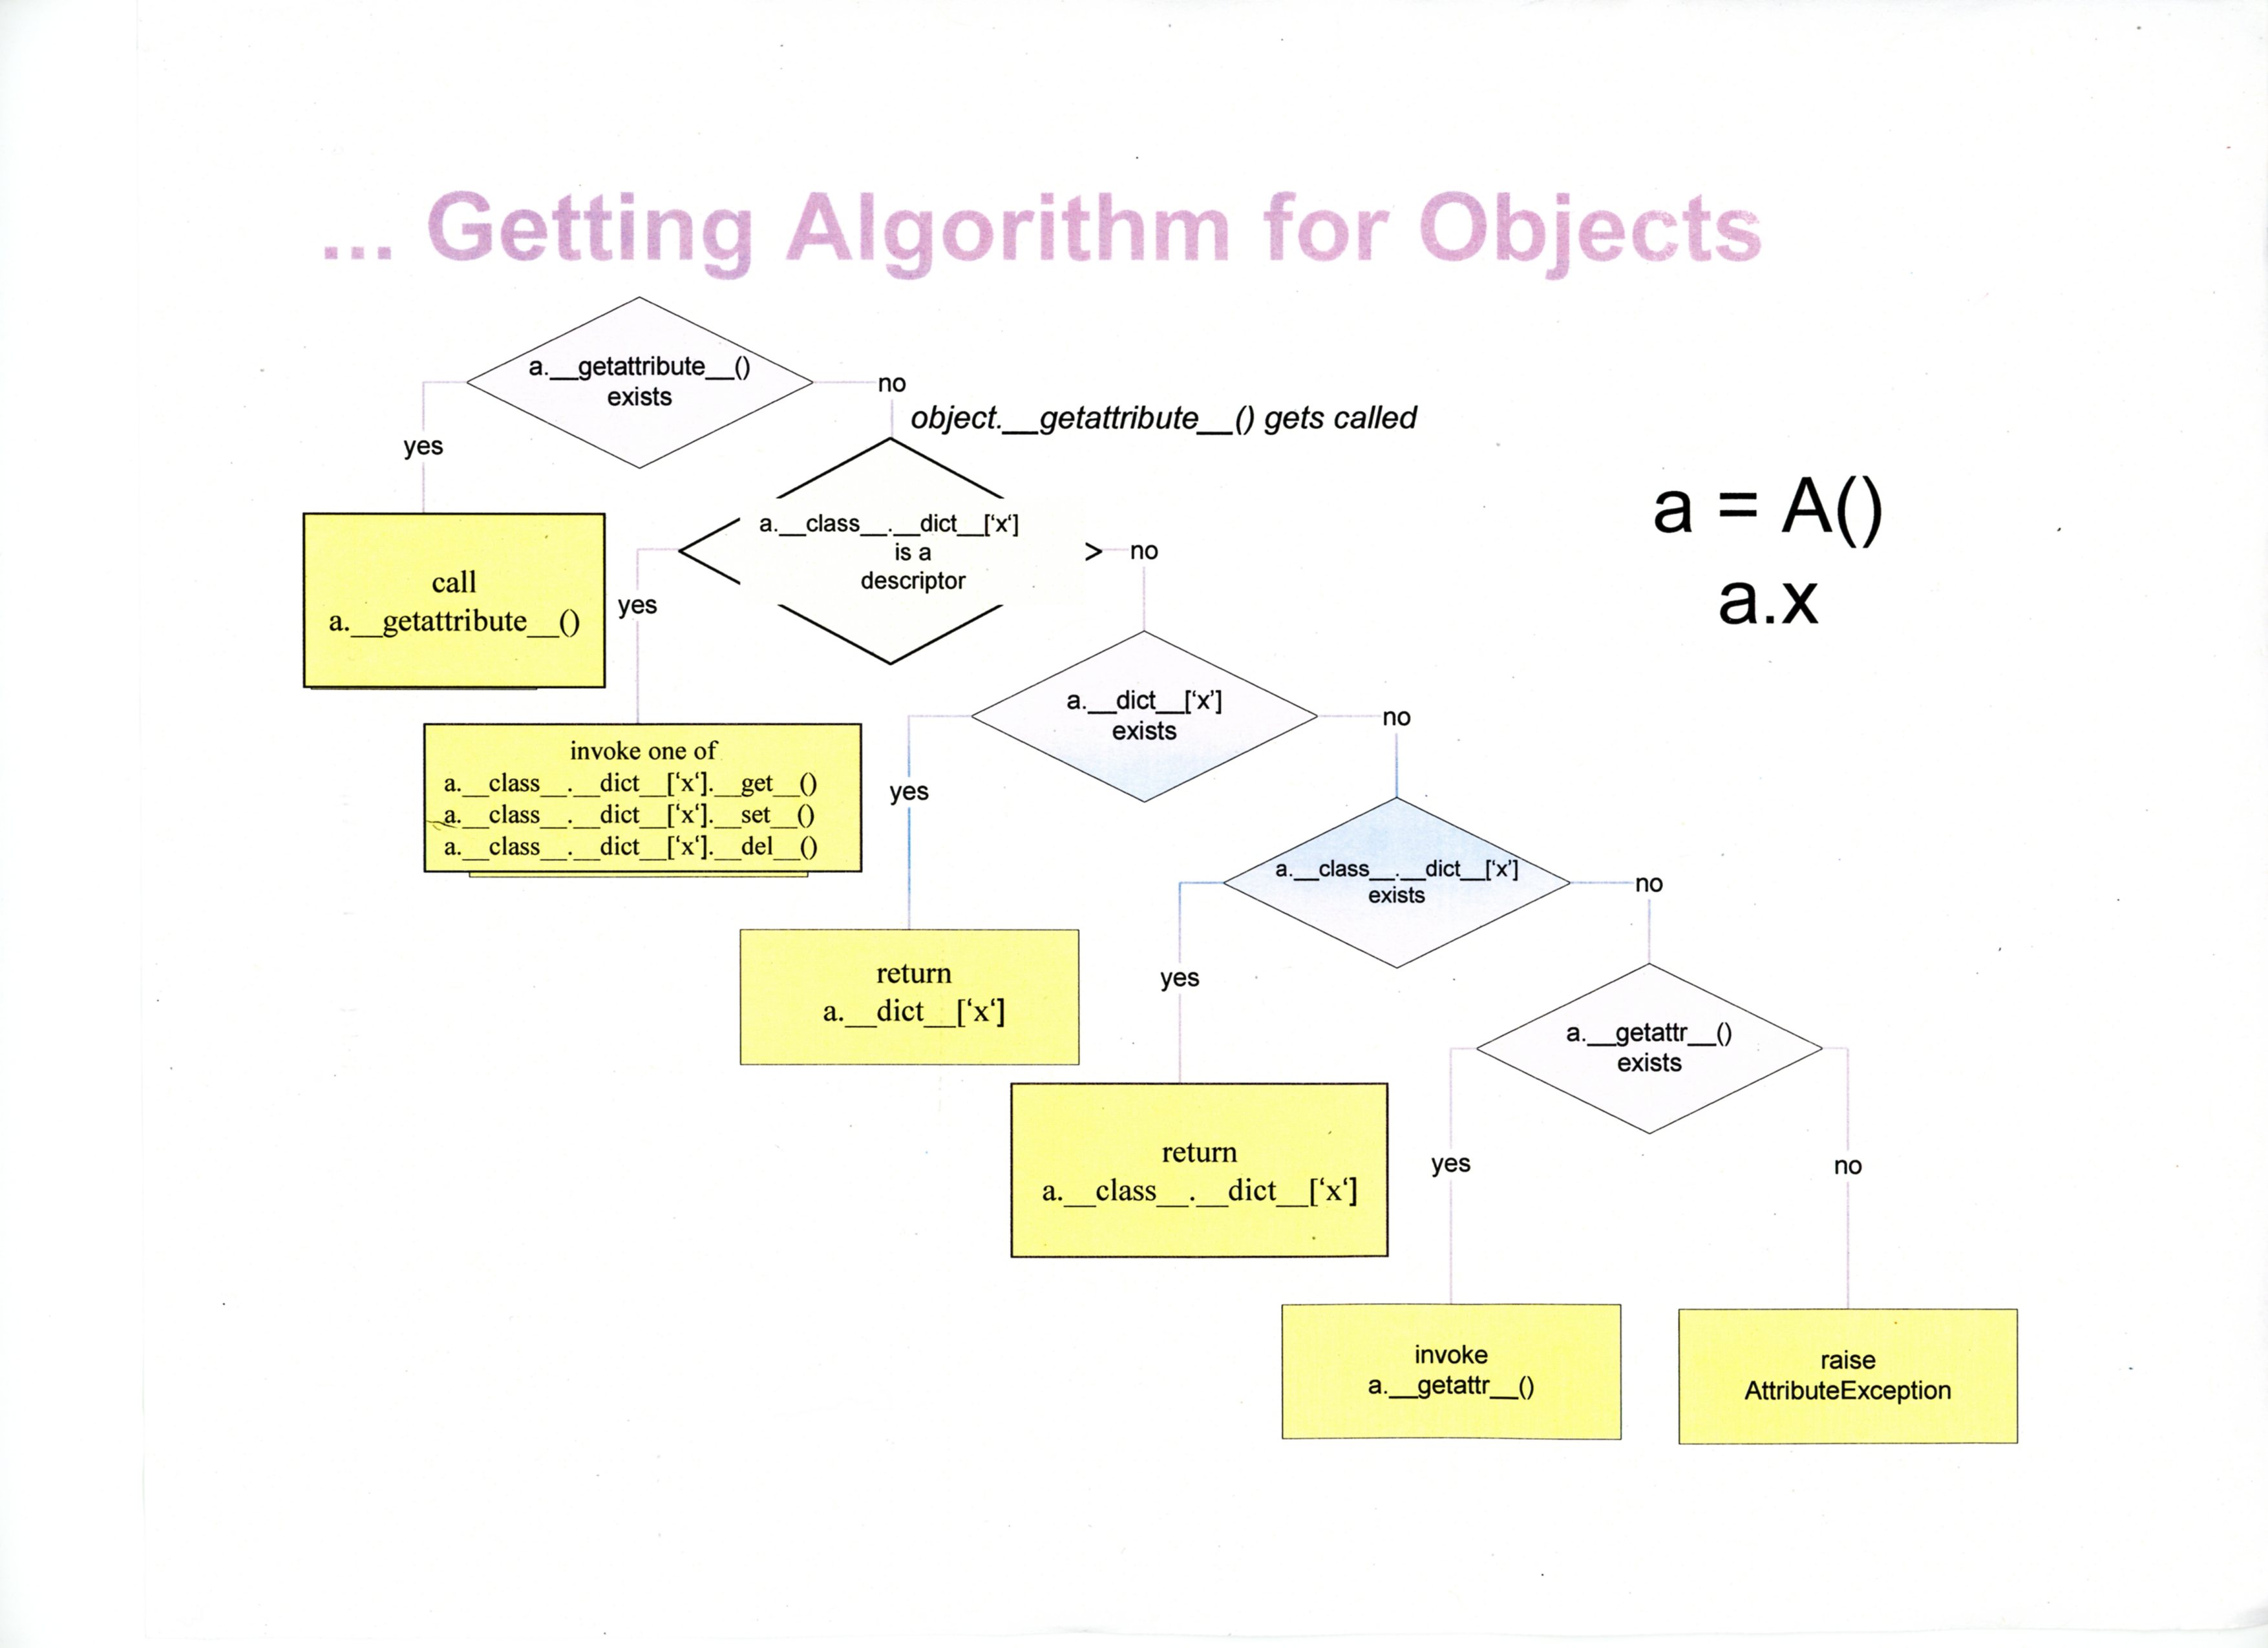 ... Getting Algorithm for Objects
a.__getattribute__()
exists
no
object.__getattribute__() gets called
yes
a = A()
a.x
call
a.__getattribute__()
a.__class__.__dict__[‘x‘]
is a
descriptor
>
no
yes
invoke one of
a.__class__.__dict__[‘x‘].__get__()
a.__class__.__dict__[‘x‘].__set__()
a.__class__.__dict__[‘x‘].__del__()
a.__dict__[‘x’]
exists
no
yes
return
a.__dict__[‘x‘]
a.__class__.__dict__[‘x’]
exists
no
yes
return
a.__class__.__dict__[‘x‘]
a.__getattr__()
exists
yes
no
invoke
a.__getattr__()
raise
AttributeException